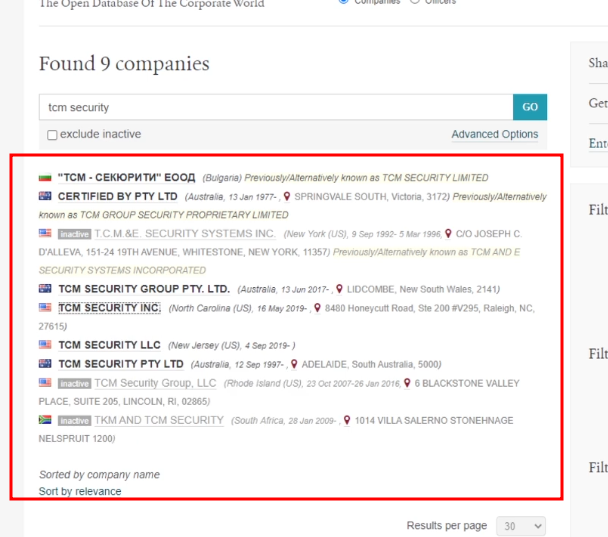 The Open Database Of The Corporate World
Companies Officers
Found 9 companies
tcm security GO
exclude inactive Advanced Options
"ТСМ - СЕКЮРИТИ" ЕООД (Bulgaria) Previously/Alternatively known as TCM SECURITY LIMITED
CERTIFIED BY PTY LTD (Australia, 13 Jan 1977- , SPRINGVALE SOUTH, Victoria, 3172) Previously/Alternatively
known as TCM GROUP SECURITY PROPRIETARY LIMITED
inactive T.C.M.&E. SECURITY SYSTEMS INC. (New York (US), 9 Sep 1992- 5 Mar 1996, C/O JOSEPH C.
D'ALLEVA, 151-24 19TH AVENUE, WHITESTONE, NEW YORK, 11357) Previously/Alternatively known as TCM AND E
SECURITY SYSTEMS INCORPORATED
TCM SECURITY GROUP PTY. LTD. (Australia, 13 Jun 2017- , LIDCOMBE, New South Wales, 2141)
TCM SECURITY INC. (North Carolina (US), 16 May 2019- , 8480 Honeycutt Road, Ste 200 #V295, Raleigh, NC,
27615)
TCM SECURITY LLC (New Jersey (US), 4 Sep 2019- )
TCM SECURITY PTY LTD (Australia, 12 Sep 1997- , ADELAIDE, South Australia, 5000)
inactive TCM Security Group, LLC (Rhode Island (US), 23 Oct 2007-26 Jan 2016, 6 BLACKSTONE VALLEY
PLACE, SUITE 205, LINCOLN, RI, 02865)
inactive TKM AND TCM SECURITY (South Africa, 28 Jan 2009- , 1014 VILLA SALERNO STONEHNAGE
NELSPRUIT 1200)
Sorted by company name
Sort by relevance
Results per page 30
Sha
Get
Ente
Filt
Filt
Filt